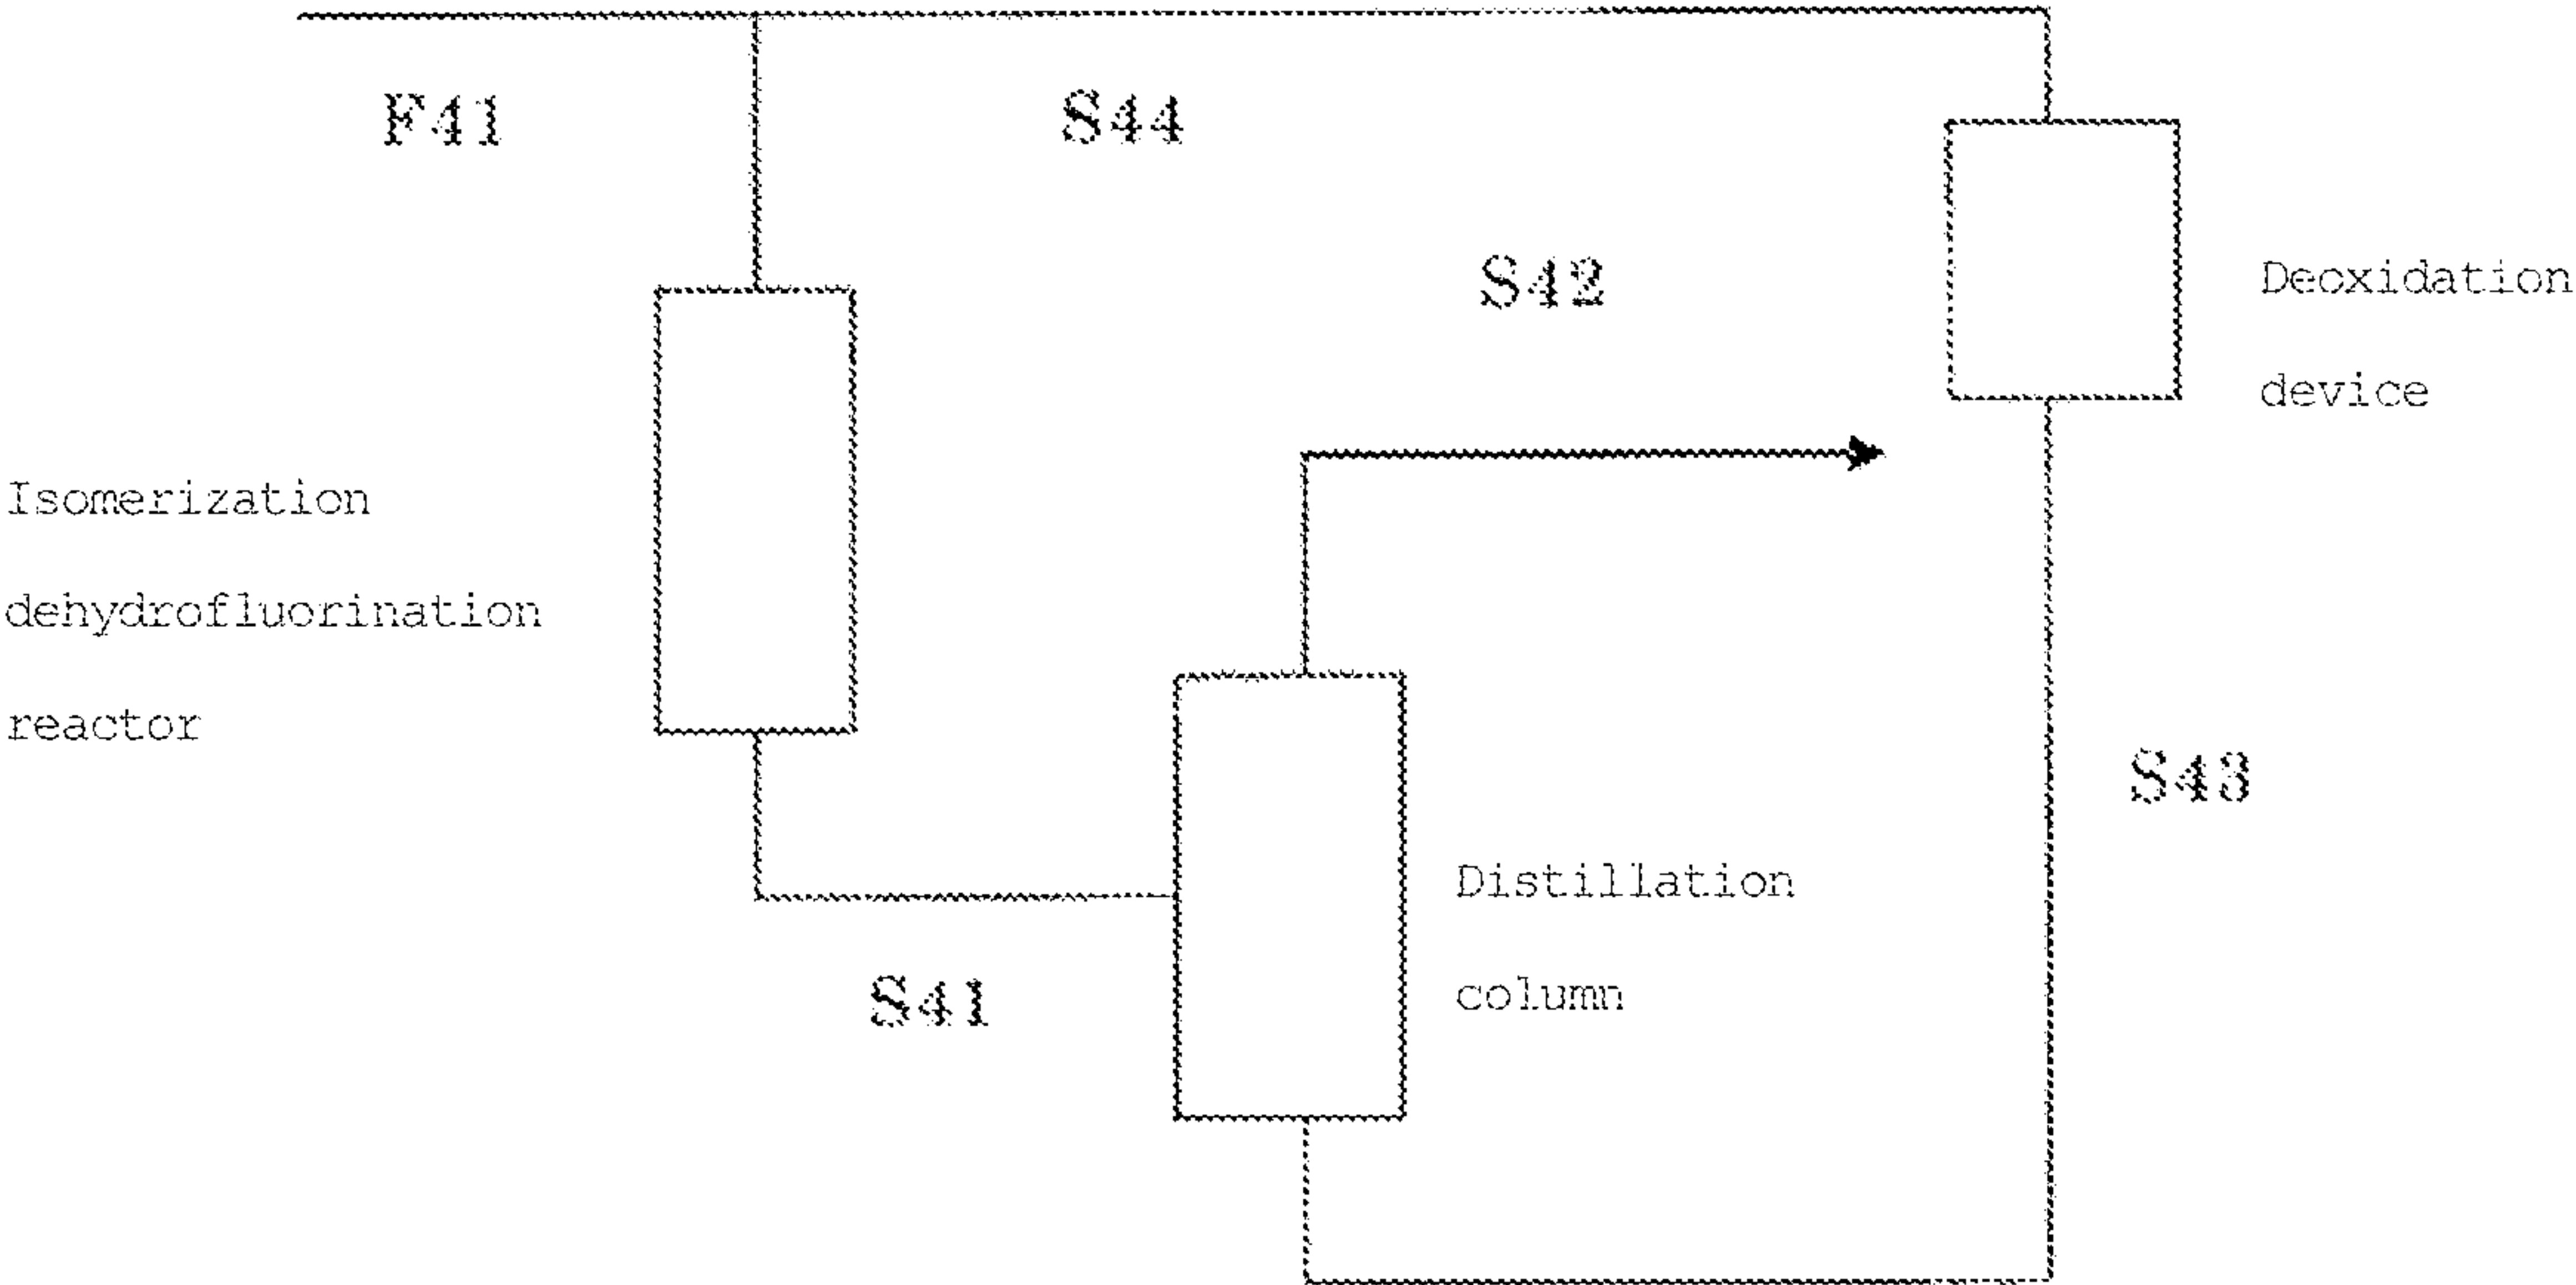 F41
S44
S42
Deoxidation
device
Isomerization
dehydrofluorination
reactor
S43
Distillation
column
S41